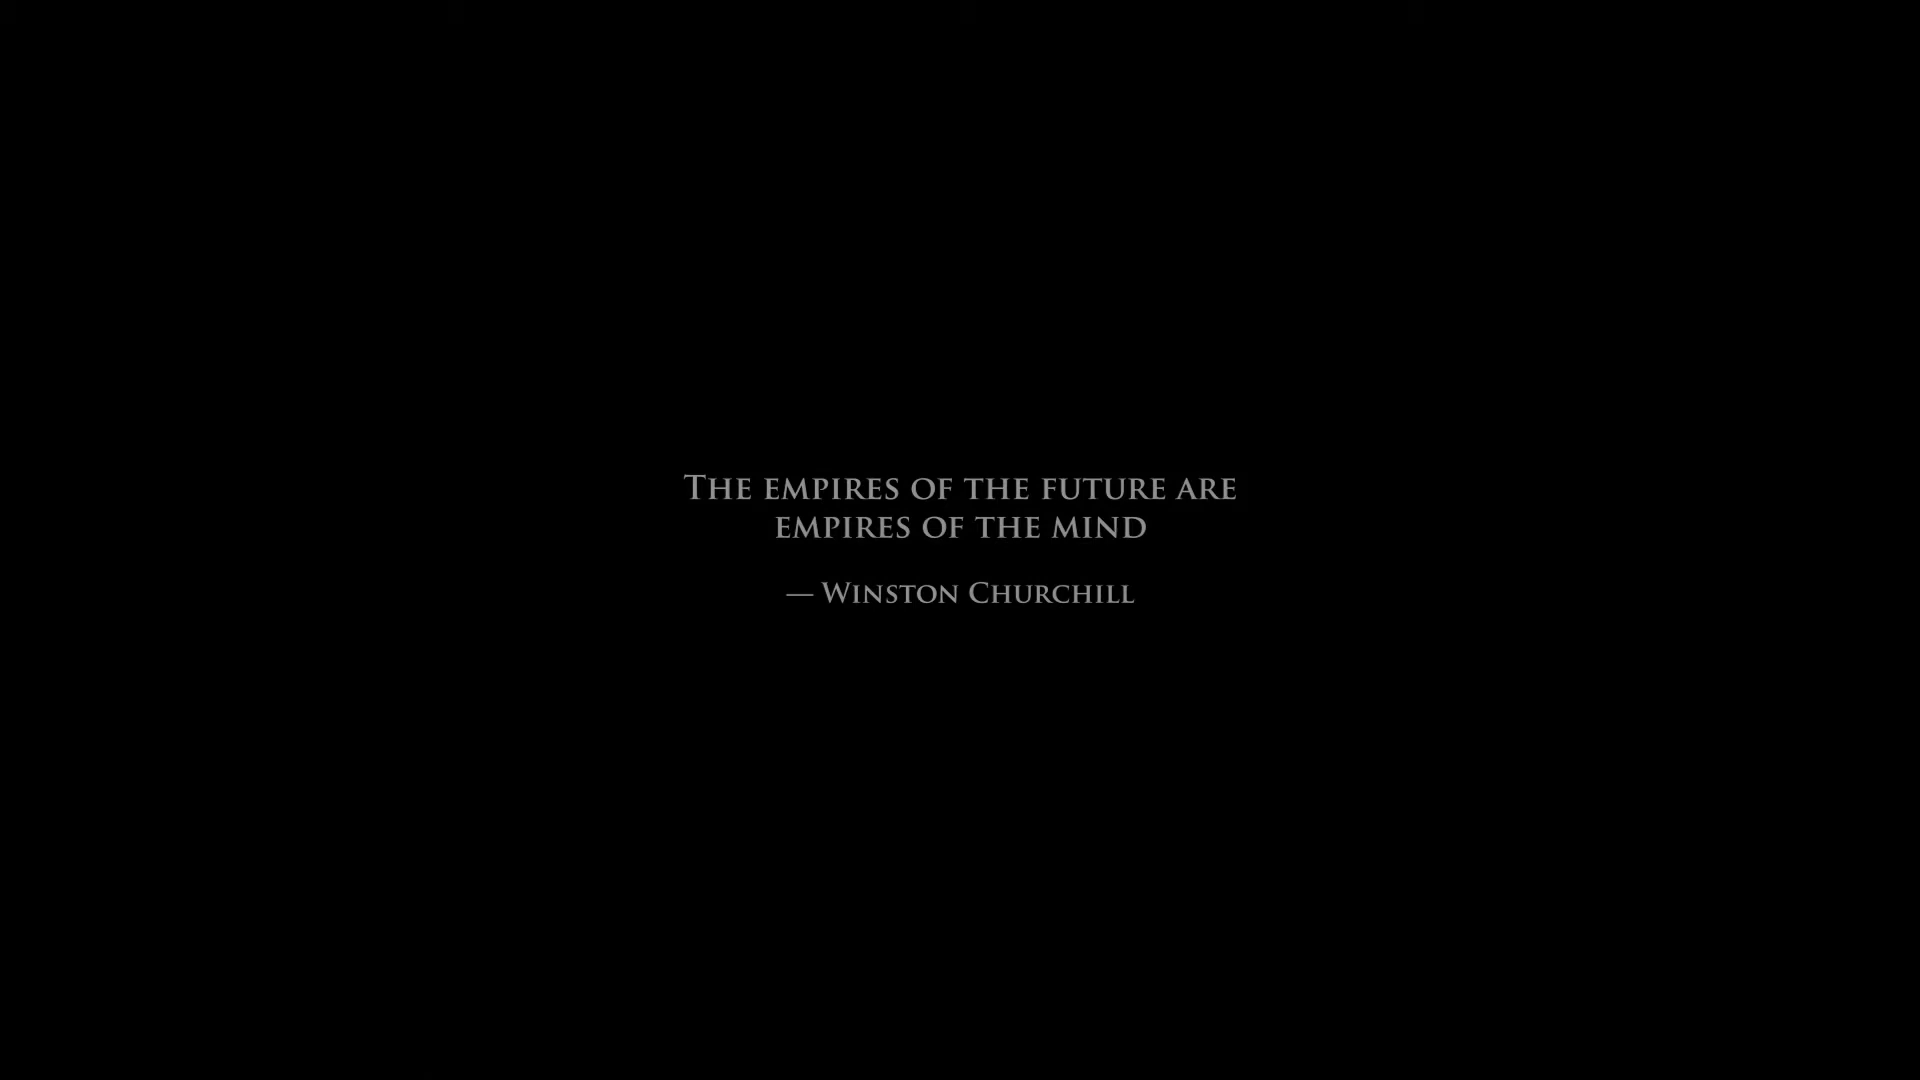 The empires of the future are
empires of the mind
— Winston Churchill